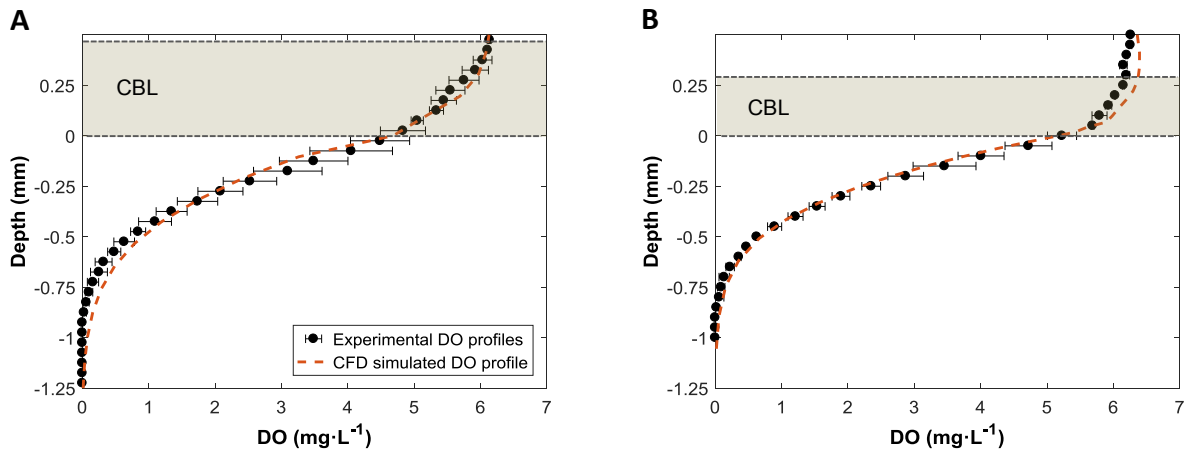 A
CBL
0.25
0
-0.25
-0.5
-0.75
-1
-1.25
Depth (mm)
0 1 2 3 4 5 6 7
DO (mg·L-1)
Experimental DO profiles
CFD simulated DO profile
B
CBL
0.25
0
-0.25
-0.5
-0.75
-1
-1.25
Depth (mm)
0 1 2 3 4 5 6 7
DO (mg·L-1)